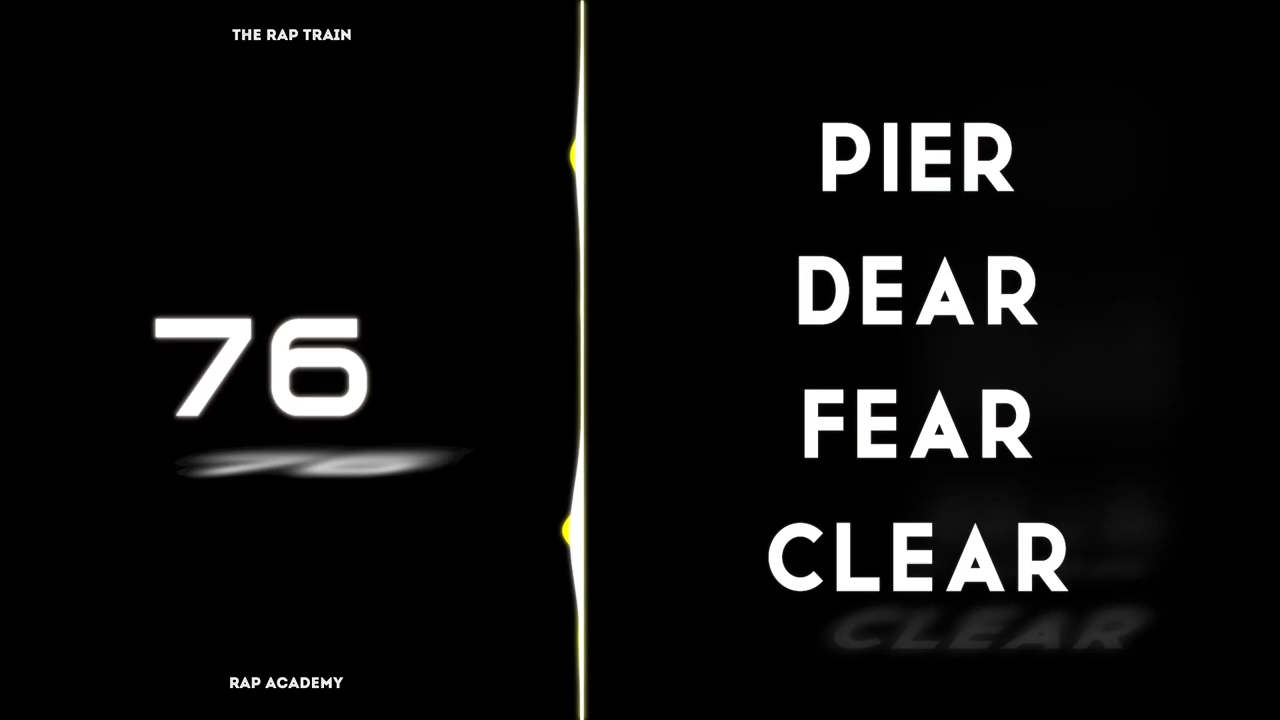 THE RAP TRAIN
76
RAP ACADEMY
PIER
DEAR
FEAR
CLEAR